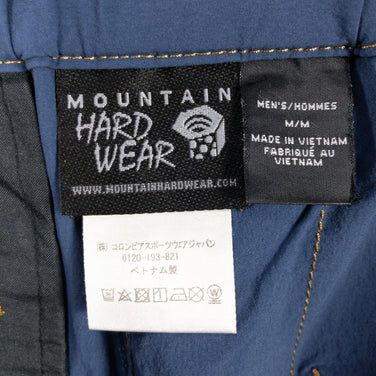 MOUNTAIN
HARD
WEAR
WWW.MOUNTAINHARDWEAR.COM
MEN'S/HOMMES
M/M
MADE IN VIETNAM
FABRIQUÉ AU
VIETNAM
(株) コロンビアスポーツウェアジャパン
0120-193-821
ベトナム製